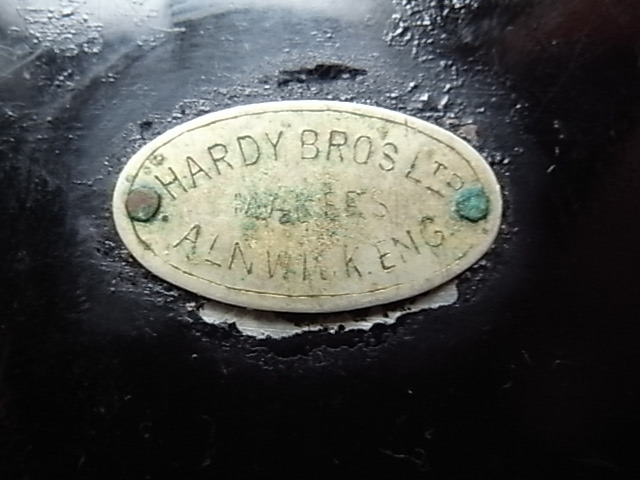 HARDY BROS LTD
MAKERS
ALNWICK. ENG.